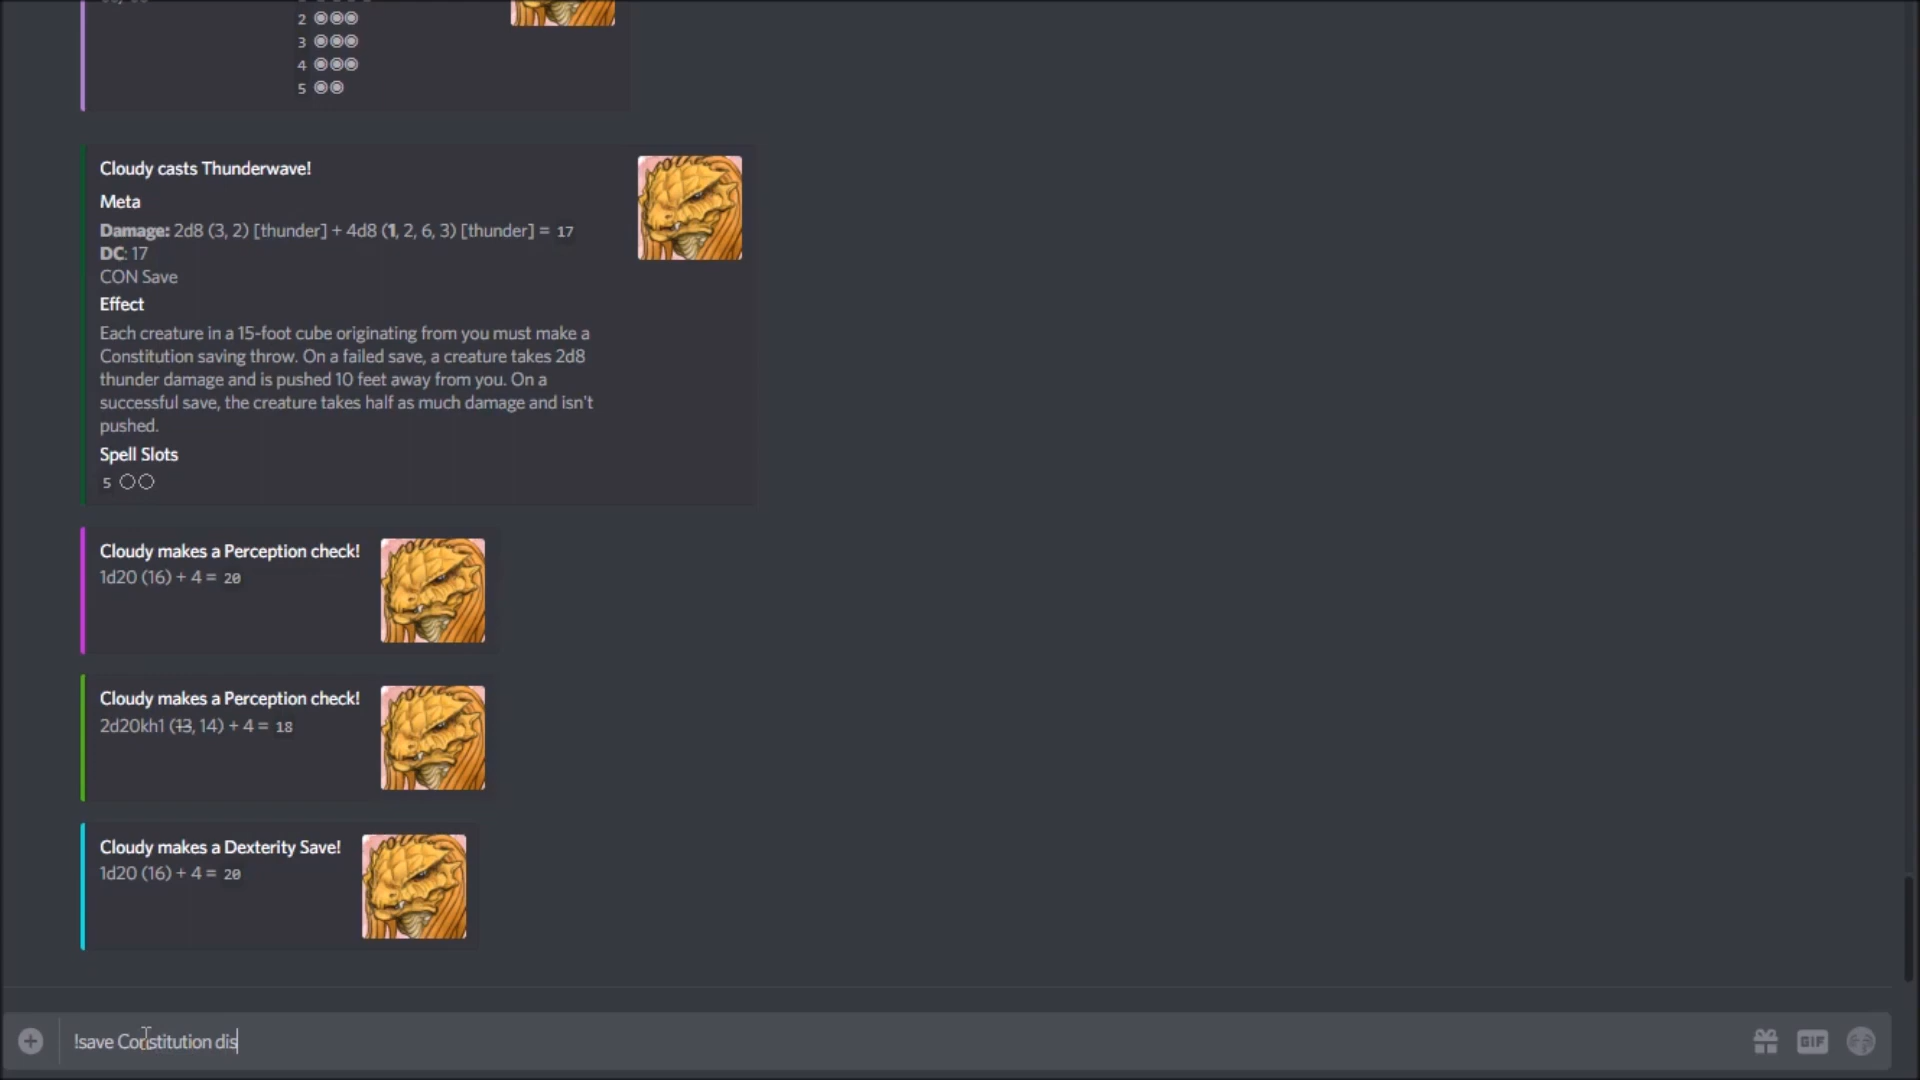 2 ◉◉◉
3 ◉◉◉
4 ◉◉◉
5 ◉◉
Cloudy casts Thunderwave!
Meta
Damage: 2d8 (3, 2) [thunder] + 4d8 (1, 2, 6, 3) [thunder] = 17
DC: 17
CON Save
Effect
Each creature in a 15-foot cube originating from you must make a
Constitution saving throw. On a failed save, a creature takes 2d8
thunder damage and is pushed 10 feet away from you. On a
successful save, the creature takes half as much damage and isn't
pushed.
Spell Slots
5 〇〇
Cloudy makes a Perception check!
1d20 (16) + 4 = 20
Cloudy makes a Perception check!
2d20kh1 (13, 14) + 4 = 18
Cloudy makes a Dexterity Save!
1d20 (16) + 4 = 20
!save Constitution dis
GIF